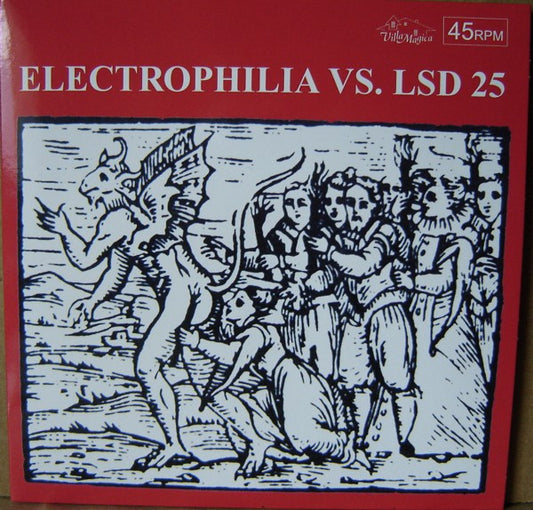 Villa Magica
45RPM
ELECTROPHILIA VS. LSD 25